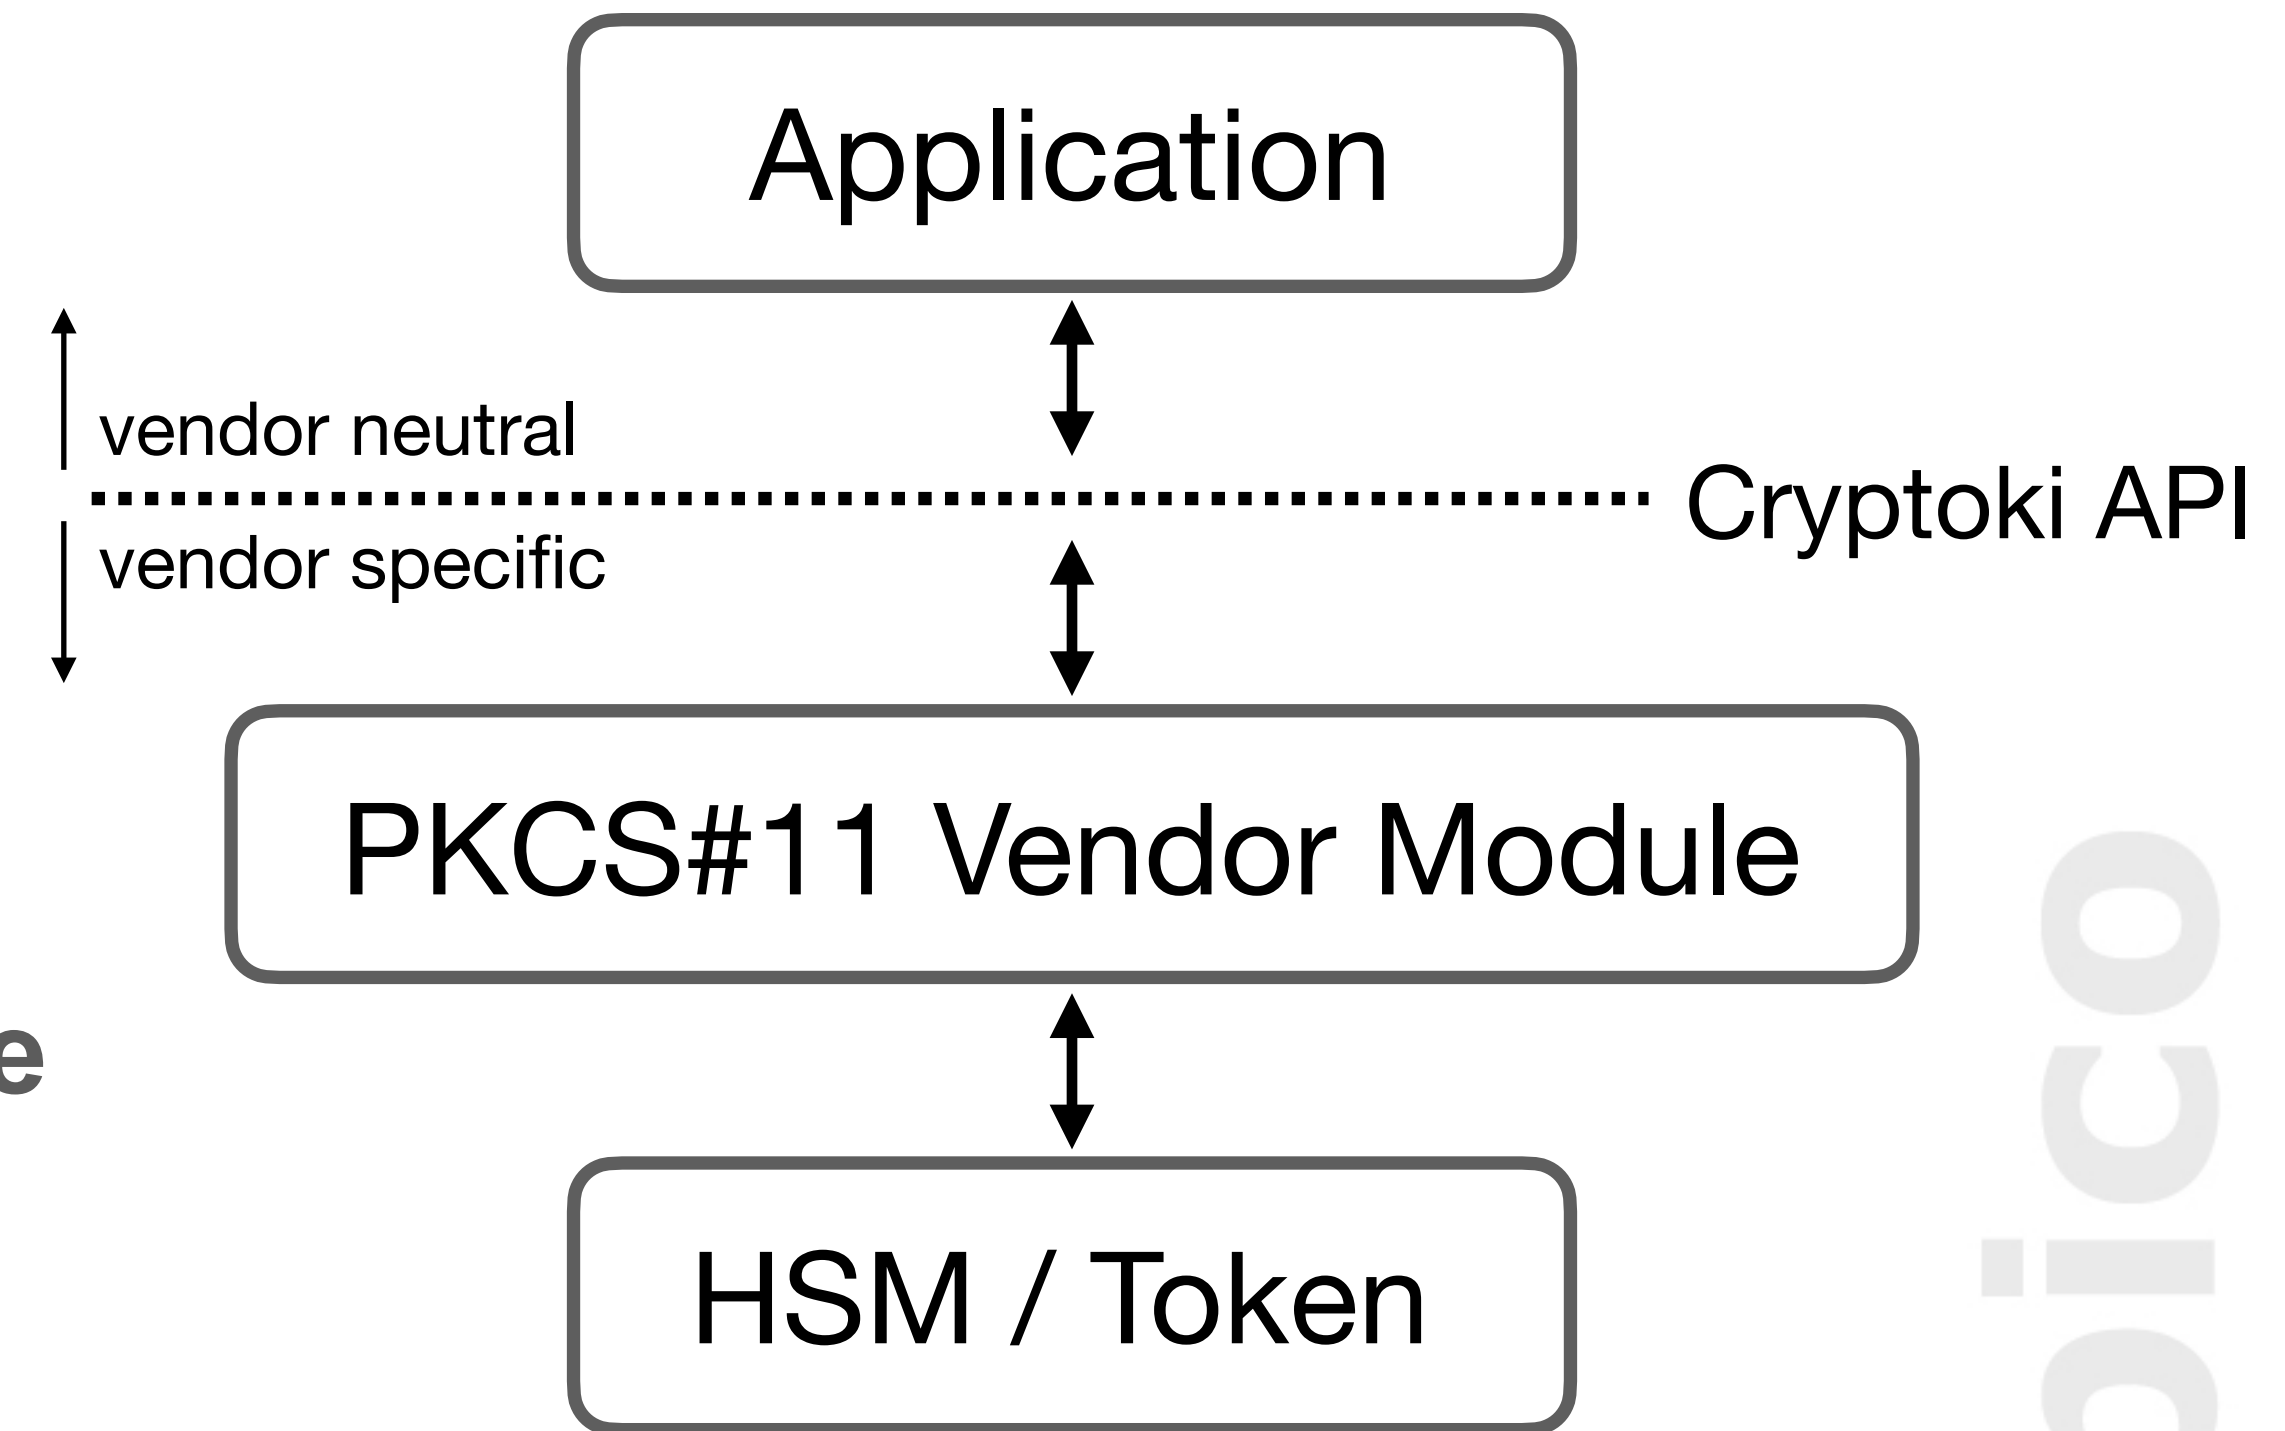 Application
vendor neutral
Cryptoki API
vendor specific
PKCS#11 Vendor Module
HSM / Token